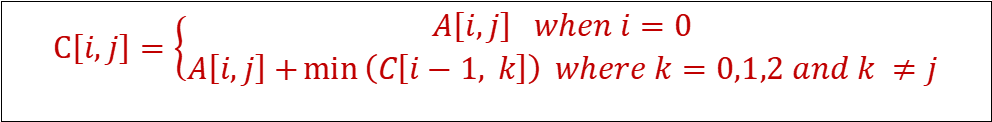 C[i, j] = { A[i, j]  when i = 0
A[i, j] + min (C[i − 1, k])  where k = 0,1,2 and k ≠ j